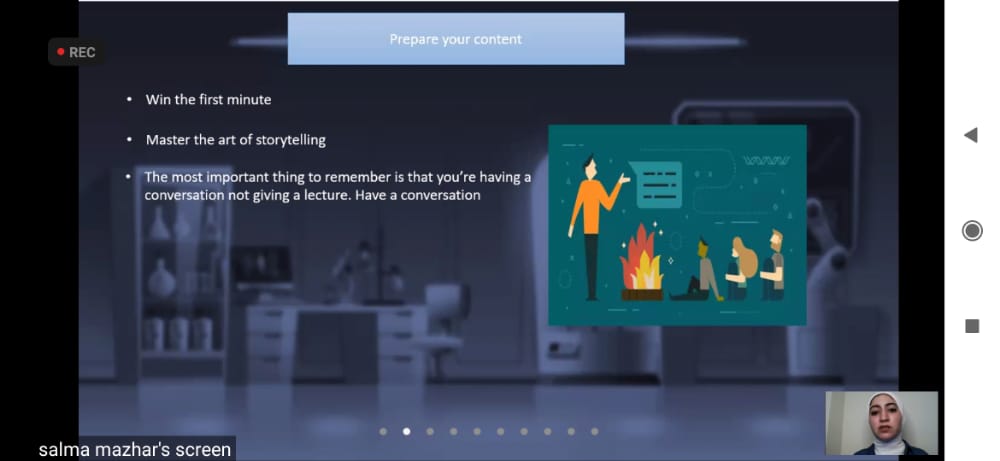 Prepare your content
REC
• Win the first minute
• Master the art of storytelling
• The most important thing to remember is that you're having a
conversation not giving a lecture. Have a conversation
salma mazhar's screen